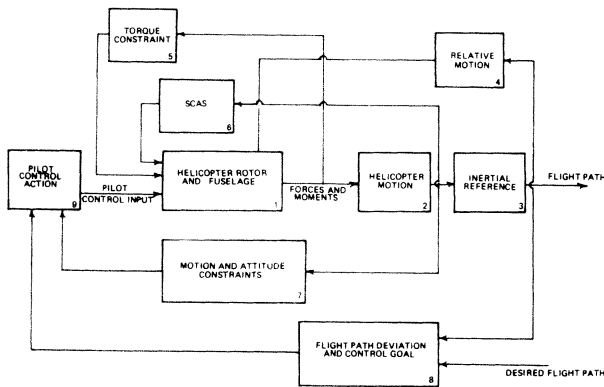 TORQUE
CONSTRAINT
5
RELATIVE
MOTION
4
SCAS
6
PILOT
CONTROL
ACTION
9
PILOT
CONTROL INPUT
HELICOPTER ROTOR
AND FUSELAGE
1
FORCES AND
MOMENTS
HELICOPTER
MOTION
2
INERTIAL
REFERENCE
3
FLIGHT PATH
MOTION AND ATTITUDE
CONSTRAINTS
7
FLIGHT PATH DEVIATION
AND CONTROL GOAL
8
DESIRED FLIGHT PATH